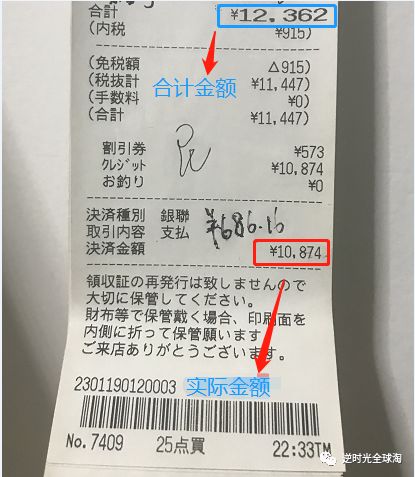 合計 ¥12,362
(内税 ¥915)
(免税額 △915)
(税抜計 ¥11,447)
合计金额
(手数料 ¥0)
(合計 ¥11,447)
割引券 ¥573
クレジット ¥10,874
お釣り ¥0
決済種別 銀聯
取引内容 支払 ¥686.16
決済金額 ¥10,874
領収証の再発行は致しませんので
大切に保管してください。
財布等で保管戴く場合、印刷面を
内側に折って保管願います
ご来店ありがとうございます。
2301190120003 实际金额
No.7409 25点買 22:33TM
逆时光全球淘